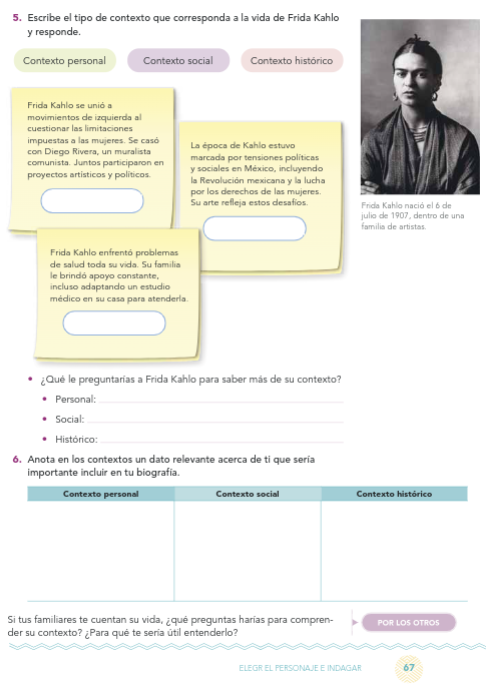 5. Escribe el tipo de contexto que corresponda a la vida de Frida Kahlo
y responde.
Contexto personal
Contexto social
Contexto histórico
Frida Kahlo se unió a
movimientos de izquierda al
cuestionar las limitaciones
impuestas a las mujeres. Se casó
con Diego Rivera, un muralista
comunista. Juntos participaron en
proyectos artísticos y políticos.
La época de Kahlo estuvo
marcada por tensiones políticas
y sociales en México, incluyendo
la Revolución mexicana y la lucha
por los derechos de las mujeres.
Su arte refleja estos desafíos.
Frida Kahlo nació el 6 de
julio de 1907, dentro de una
familia de artistas.
Frida Kahlo enfrentó problemas
de salud toda su vida. Su familia
le brindó apoyo constante,
incluso adaptando un estudio
médico en su casa para atenderla.
• ¿Qué le preguntarías a Frida Kahlo para saber más de su contexto?
• Personal:
• Social:
• Histórico:
6. Anota en los contextos un dato relevante acerca de ti que sería
importante incluir en tu biografía.
Contexto personal
Contexto social
Contexto histórico
Si tus familiares te cuentan su vida, ¿qué preguntas harías para compren-
der su contexto? ¿Para qué te sería útil entenderlo?
POR LOS OTROS
ELEGIR EL PERSONAJE E INDAGAR
67